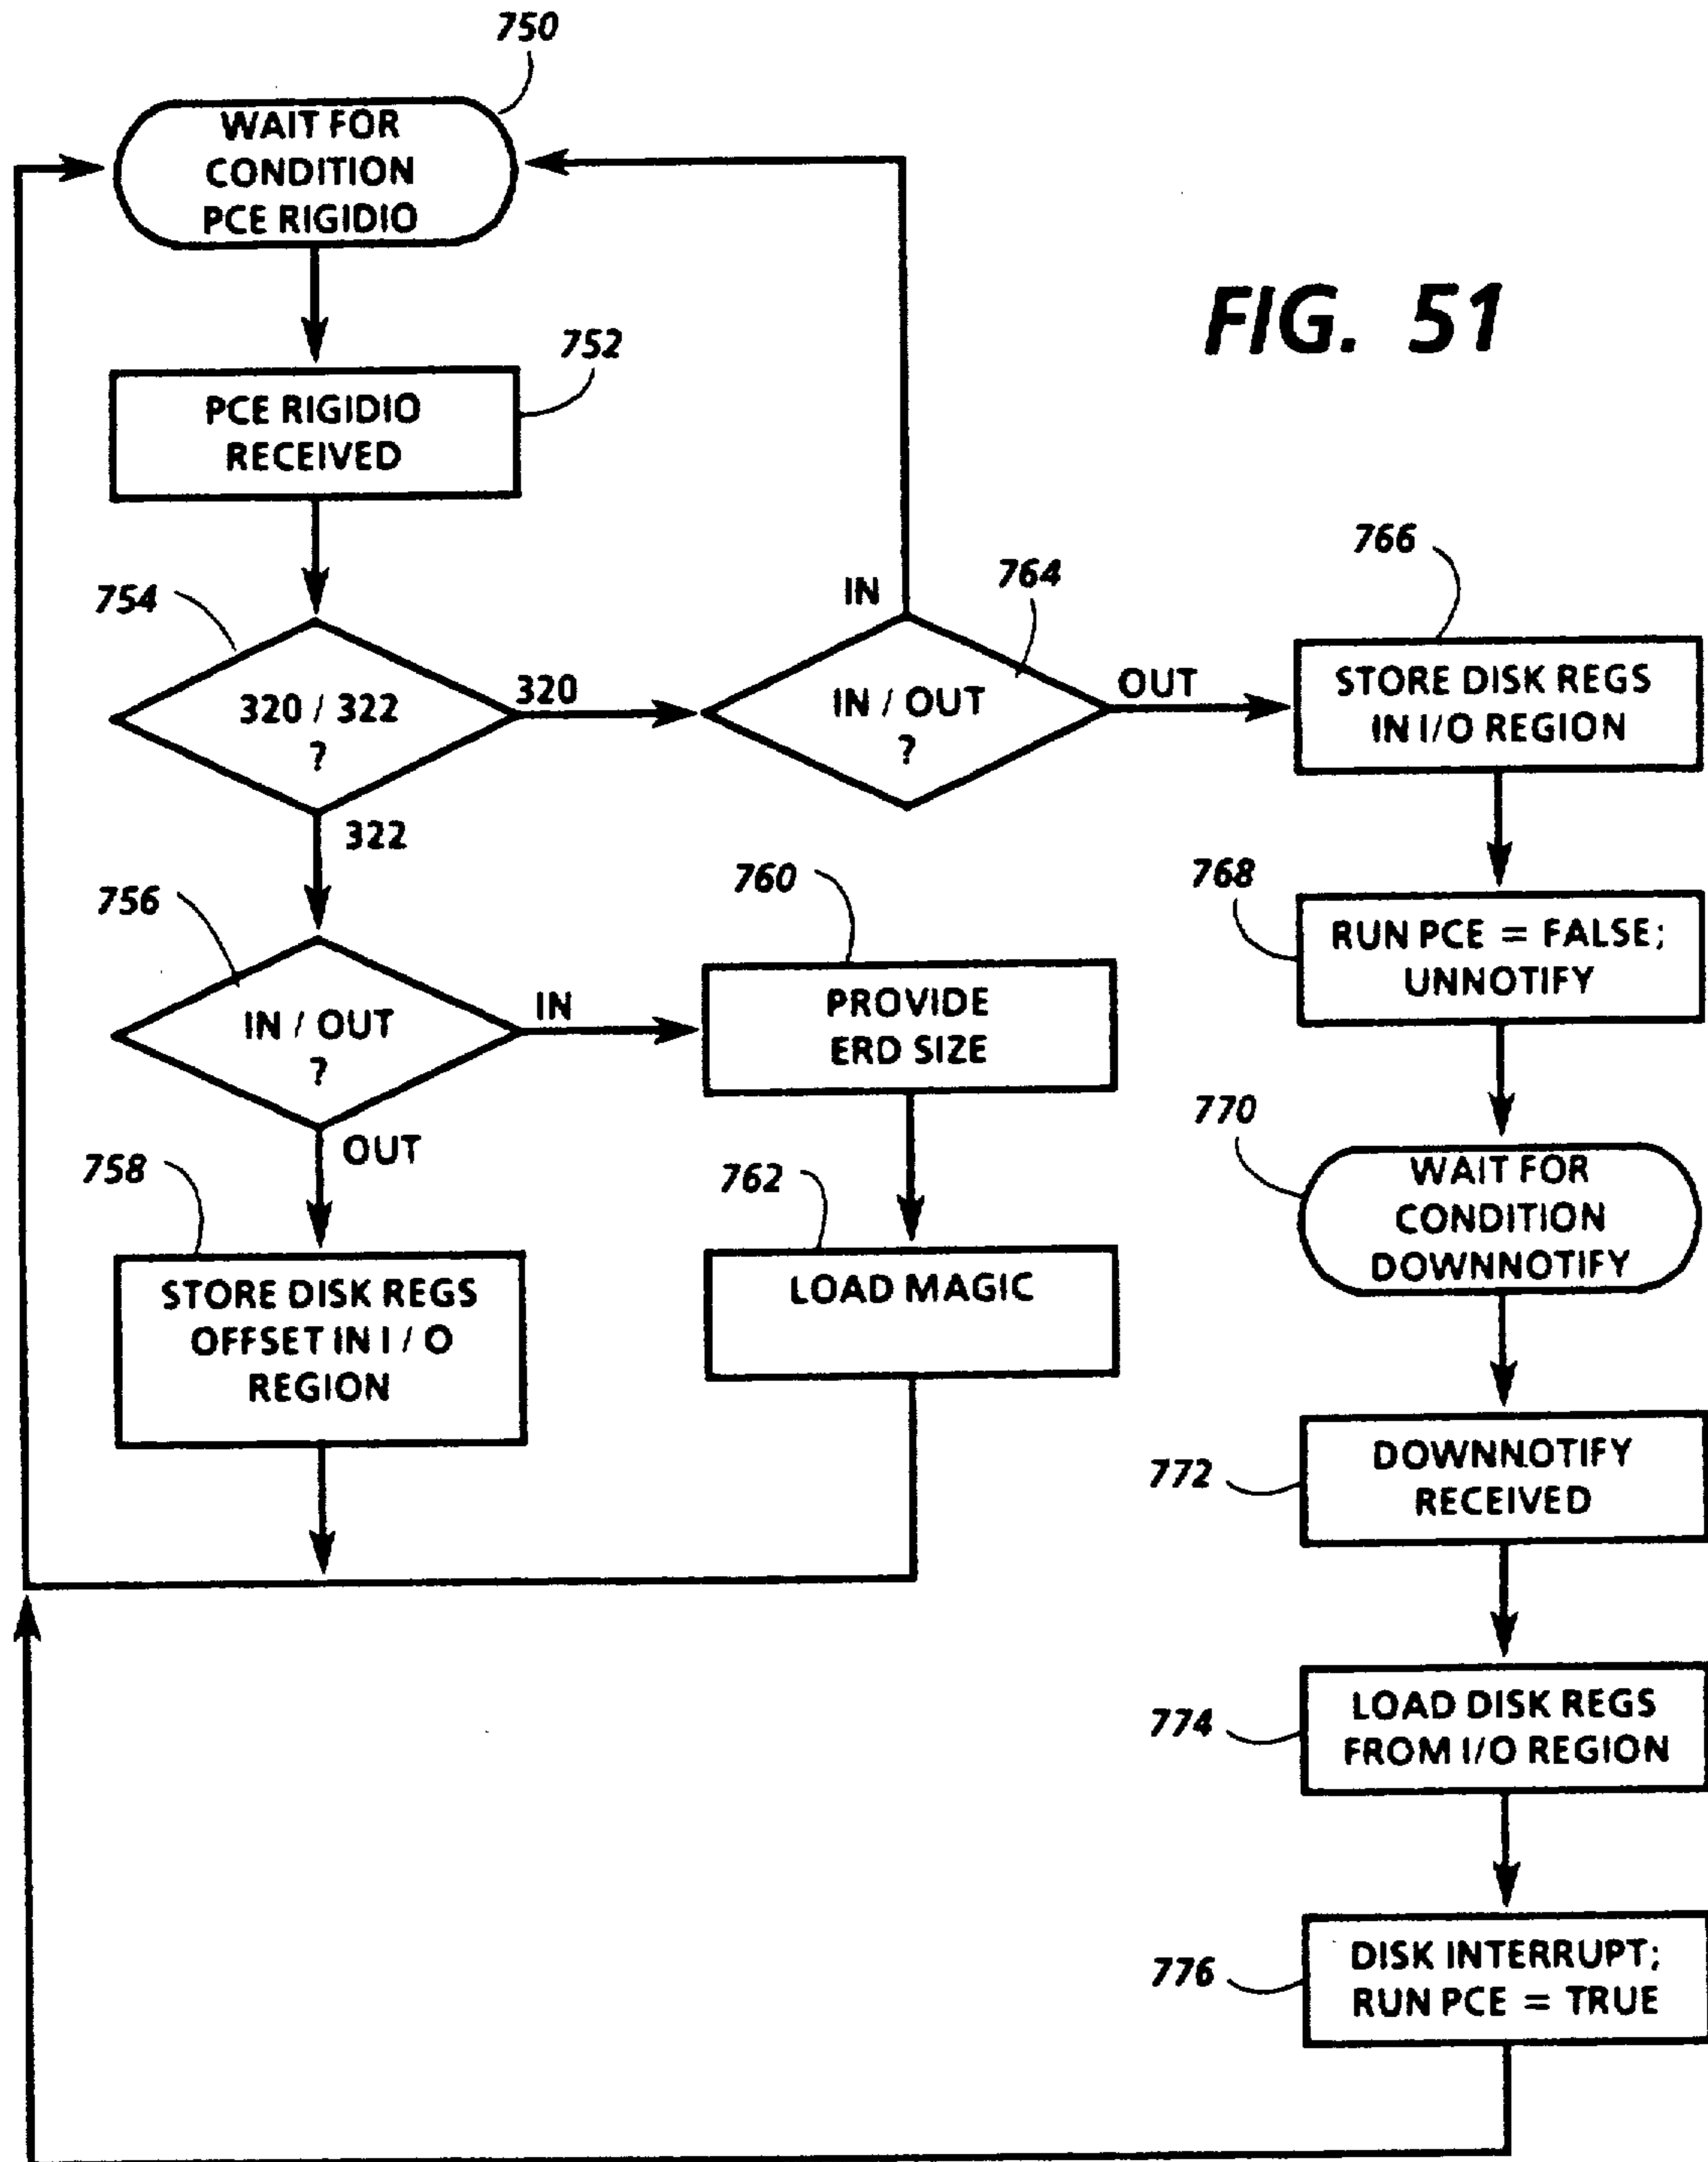 750
WAIT FOR
CONDITION
PCE RIGIDIO
FIG. 51
752
PCE RIGIDIO
RECEIVED
754
320 / 322
?
320
322
764
IN / OUT
?
IN
OUT
766
STORE DISK REGS
IN I/O REGION
756
IN / OUT
?
IN
OUT
760
PROVIDE
ERD SIZE
768
RUN PCE = FALSE;
UNNOTIFY
758
STORE DISK REGS
OFFSET IN I / O
REGION
762
LOAD MAGIC
770
WAIT FOR
CONDITION
DOWNNOTIFY
772
DOWNNOTIFY
RECEIVED
774
LOAD DISK REGS
FROM I/O REGION
776
DISK INTERRUPT;
RUN PCE = TRUE